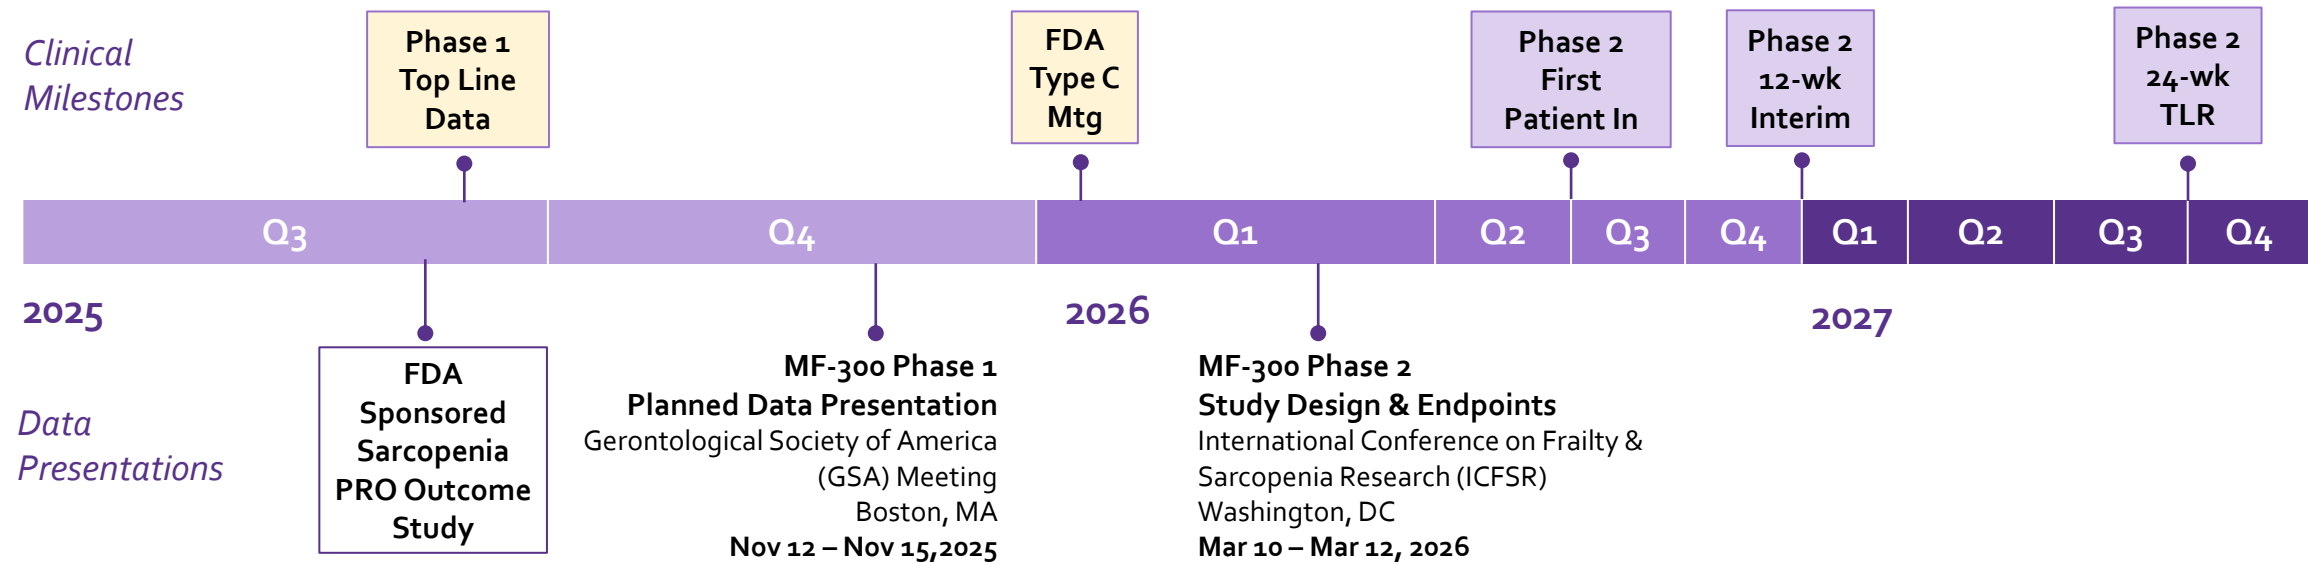 Clinical
Milestones
Phase 1
Top Line
Data
FDA
Type C
Mtg
Phase 2
First
Patient In
Phase 2
12-wk
Interim
Phase 2
24-wk
TLR
Q3
Q4
Q1
Q2
Q3
Q4
Q1
Q2
Q3
Q4
2025
2026
2027
Data
Presentations
FDA
Sponsored
Sarcopenia
PRO Outcome
Study
MF-300 Phase 1
Planned Data Presentation
Gerontological Society of America
(GSA) Meeting
Boston, MA
Nov 12 – Nov 15,2025
MF-300 Phase 2
Study Design & Endpoints
International Conference on Frailty &
Sarcopenia Research (ICFSR)
Washington, DC
Mar 10 – Mar 12, 2026